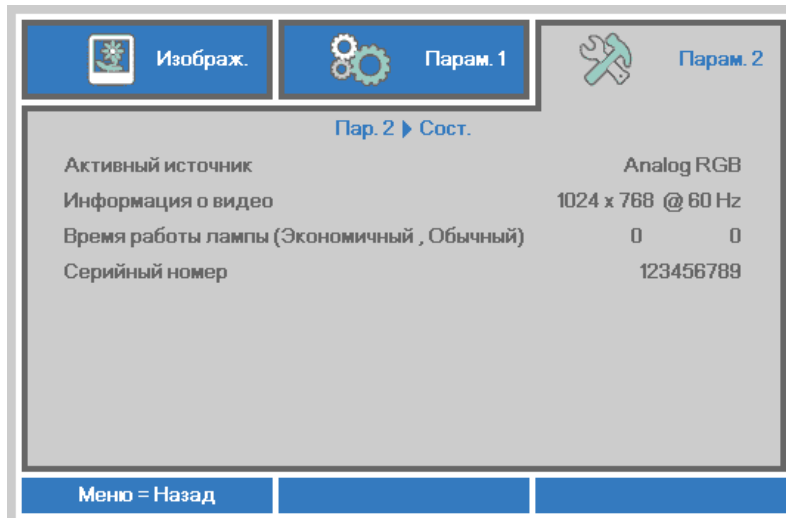 Изображ. Парам. 1 Парам. 2
Пар. 2 Сост.
Активный источник Analog RGB
Информация о видео 1024 x 768 @ 60 Hz
Время работы лампы (Экономичный , Обычный) 0 0
Серийный номер 123456789
Меню = Назад